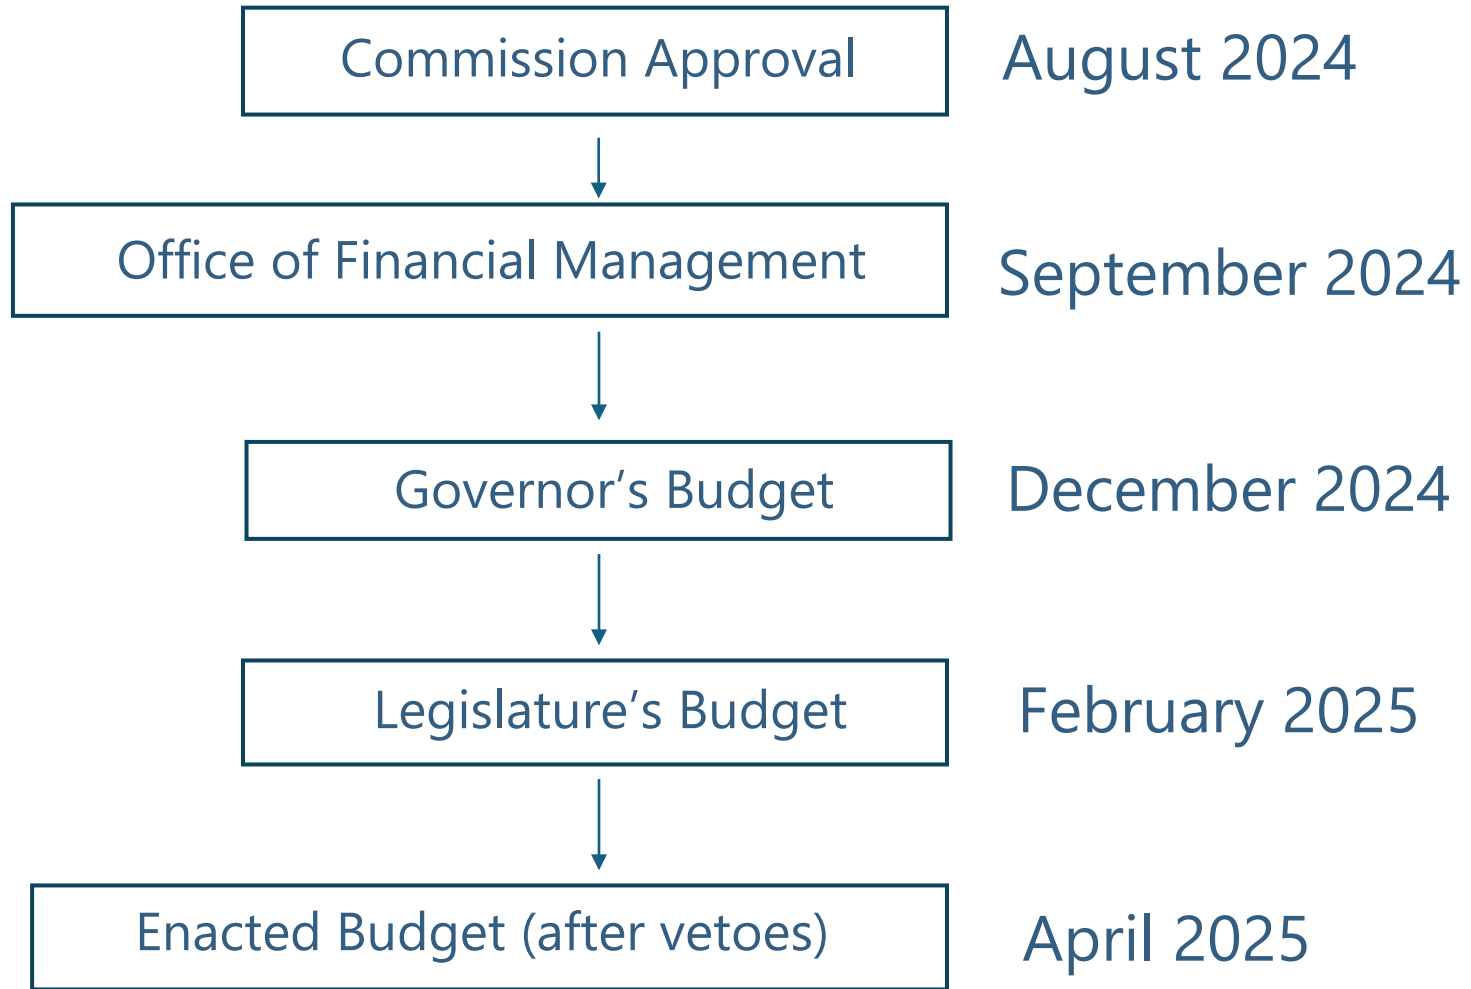 Commission Approval August 2024
Office of Financial Management September 2024
Governor’s Budget December 2024
Legislature’s Budget February 2025
Enacted Budget (after vetoes) April 2025